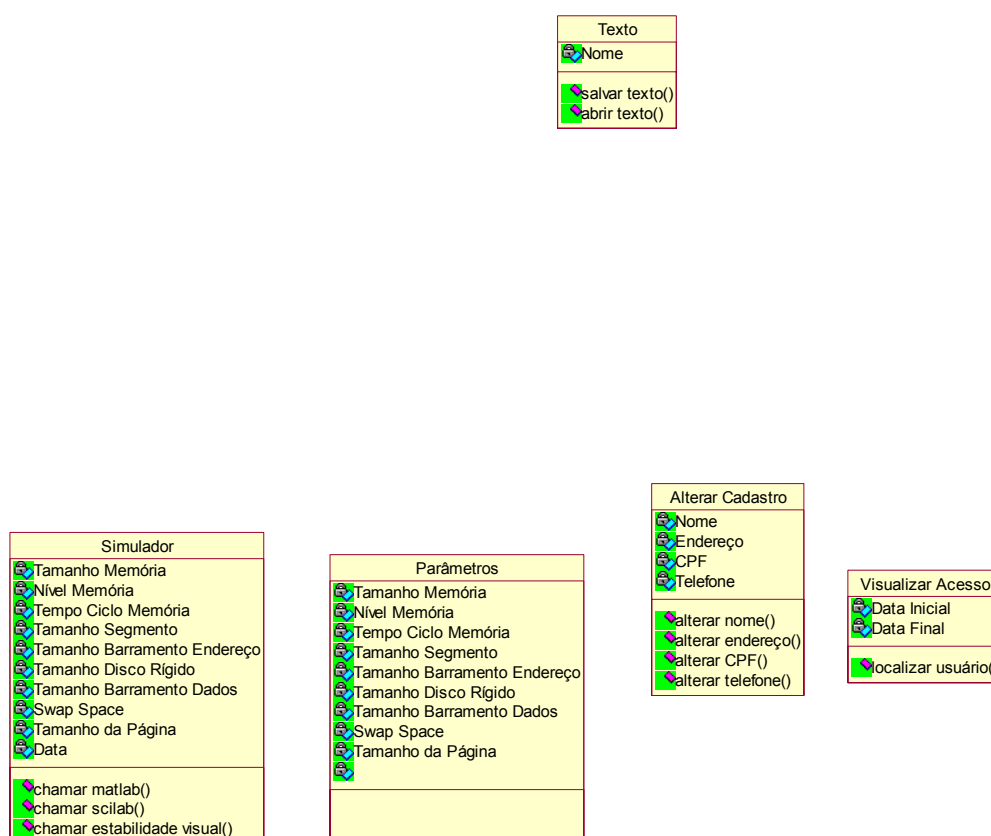 Texto
Nome
salvar texto()
abrir texto()
Simulador
Tamanho Memória
Nível Memória
Tempo Ciclo Memória
Tamanho Segmento
Tamanho Barramento Endereço
Tamanho Disco Rígido
Tamanho Barramento Dados
Swap Space
Tamanho da Página
Data
chamar matlab()
chamar scilab()
chamar estabilidade visual()
Parâmetros
Tamanho Memória
Nível Memória
Tempo Ciclo Memória
Tamanho Segmento
Tamanho Barramento Endereço
Tamanho Disco Rígido
Tamanho Barramento Dados
Swap Space
Tamanho da Página
Alterar Cadastro
Nome
Endereço
CPF
Telefone
alterar nome()
alterar endereço()
alterar CPF()
alterar telefone()
Visualizar Acesso
Data Inicial
Data Final
localizar usuário(